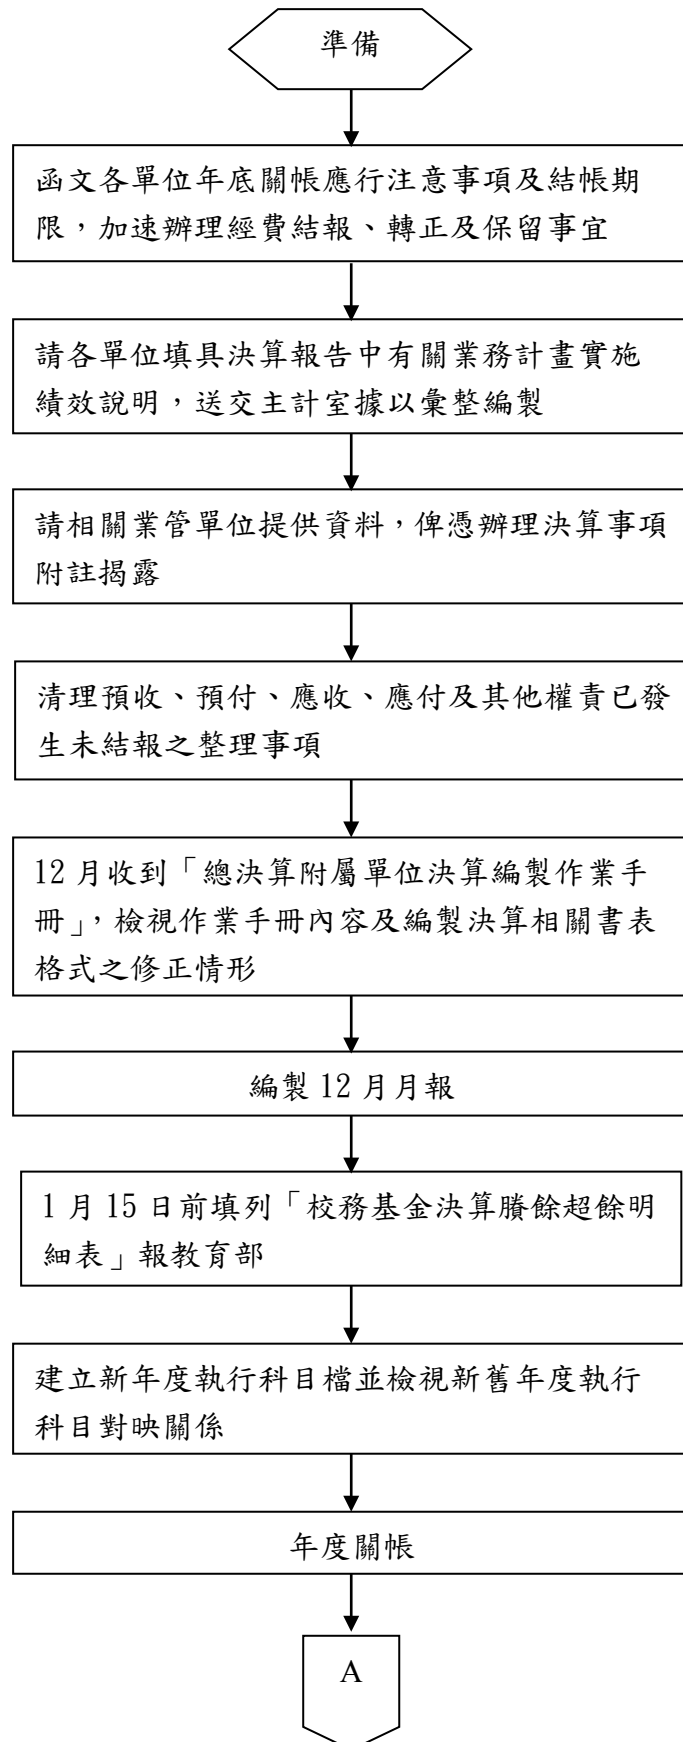 準備
函文各單位年底關帳應行注意事項及結帳期
限，加速辦理經費結報、轉正及保留事宜
請各單位填具決算報告中有關業務計畫實施
績效說明，送交主計室據以彙整編製
請相關業管單位提供資料，俾憑辦理決算事項
附註揭露
清理預收、預付、應收、應付及其他權責已發
生未結報之整理事項
12 月收到「總決算附屬單位決算編製作業手
冊」，檢視作業手冊內容及編製決算相關書表
格式之修正情形
編製 12 月月報
1 月 15 日前填列「校務基金決算賸餘超餘明
細表」報教育部
建立新年度執行科目檔並檢視新舊年度執行
科目對映關係
年度關帳
A